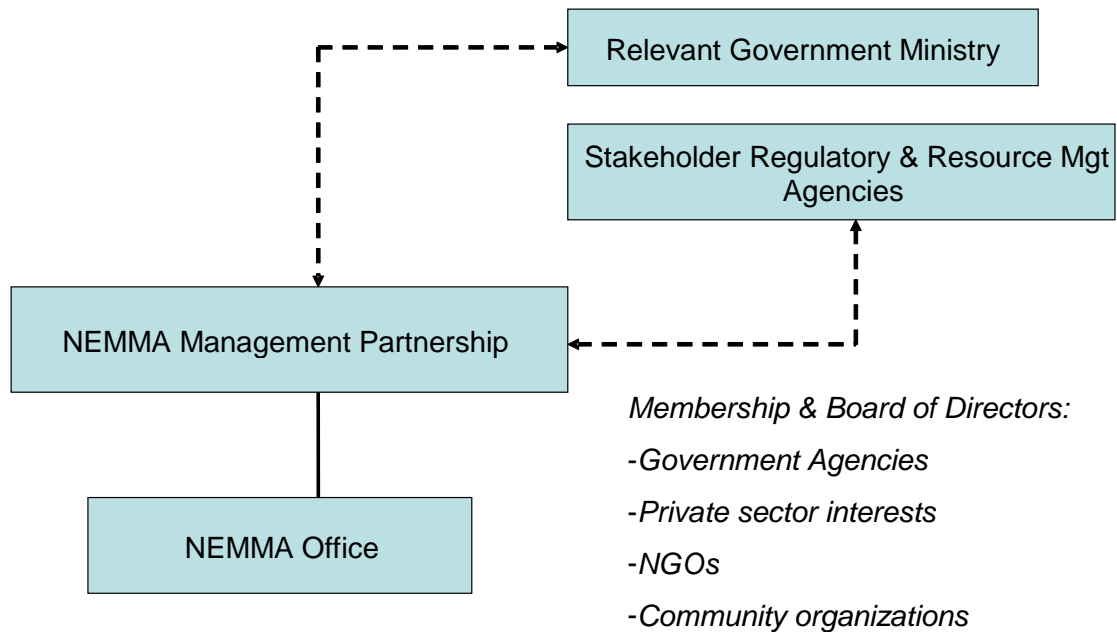 Relevant Government Ministry
Stakeholder Regulatory & Resource Mgt
Agencies
NEMMA Management Partnership
Membership & Board of Directors:
-Government Agencies
-Private sector interests
-NGOs
-Community organizations
NEMMA Office